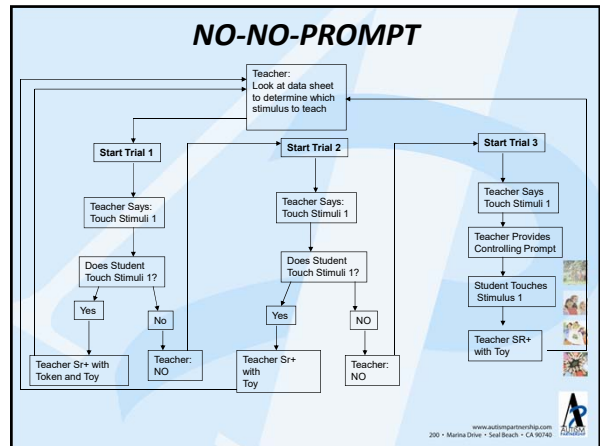 NO-NO-PROMPT
Teacher:
Look at data sheet
to determine which
stimulus to teach
Start Trial 1
Teacher Says:
Touch Stimuli 1
Does Student
Touch Stimuli 1?
Yes
No
Teacher Sr+ with
Token and Toy
Teacher:
NO
Start Trial 2
Teacher Says:
Touch Stimuli 1
Does Student
Touch Stimuli 1?
Yes
NO
Teacher Sr+
with
Toy
Teacher:
NO
Start Trial 3
Teacher Says
Touch Stimuli 1
Teacher Provides
Controlling Prompt
Student Touches
Stimulus 1
Teacher SR+
with Toy
www.autismpartnership.com
200 • Marina Drive • Seal Beach • CA 90740
AUTISM
PARTNERSHIP